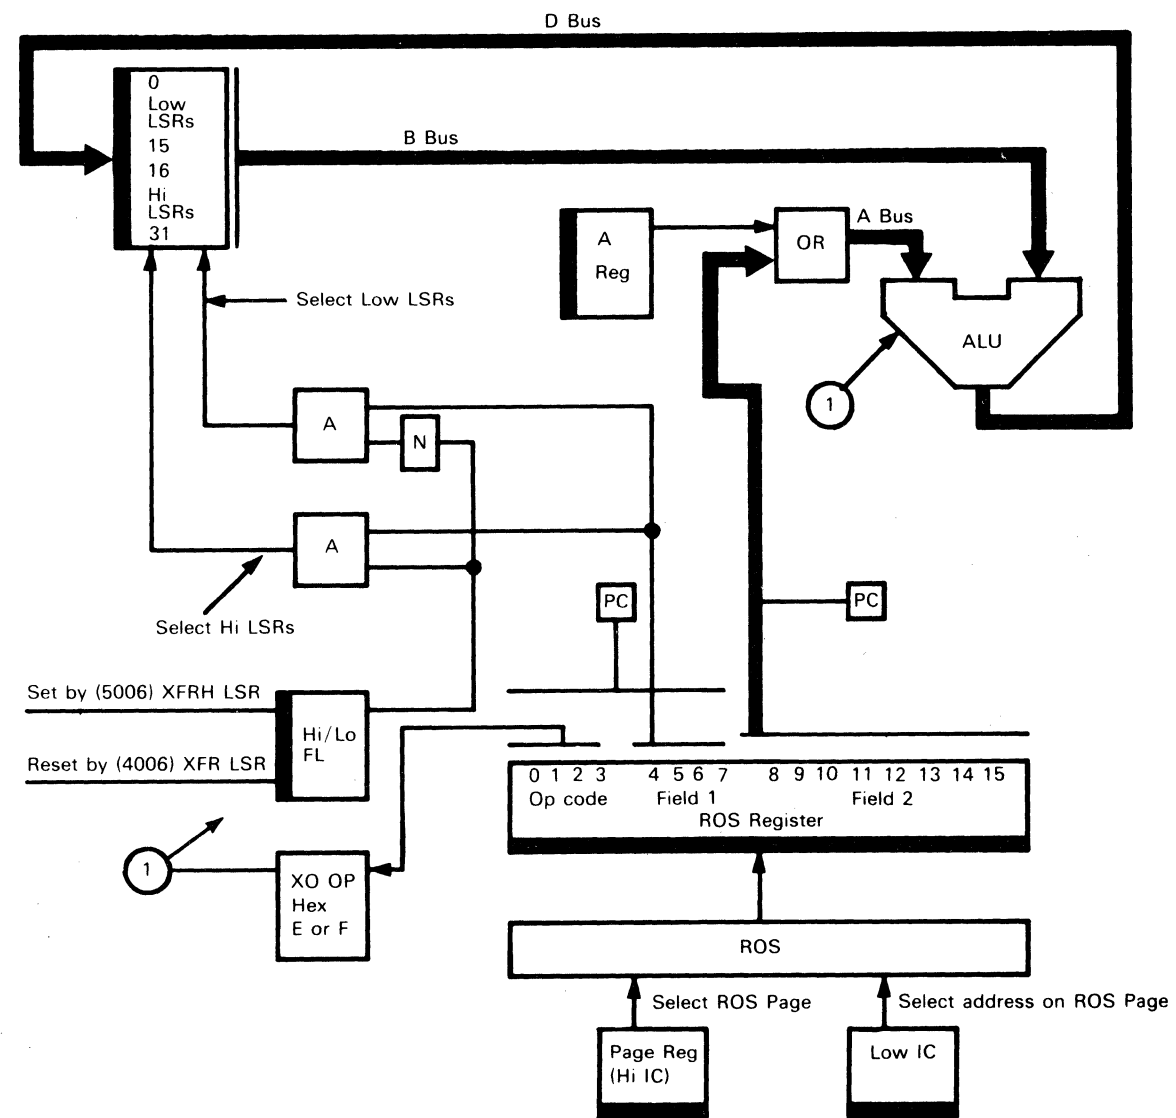 D Bus
0
Low
LSRs
15
16
Hi
LSRs
31
B Bus
A
Reg
OR
A Bus
Select Low LSRs
ALU
1
A
N
A
Select Hi LSRs
PC
PC
Set by (5006) XFRH LSR
Hi/Lo
FL
Reset by (4006) XFR LSR
0 1 2 3 4 5 6 7 8 9 10 11 12 13 14 15
Op code Field 1 Field 2
ROS Register
1
XO OP
Hex
E or F
ROS
Select ROS Page
Select address on ROS Page
Page Reg
(Hi IC)
Low IC